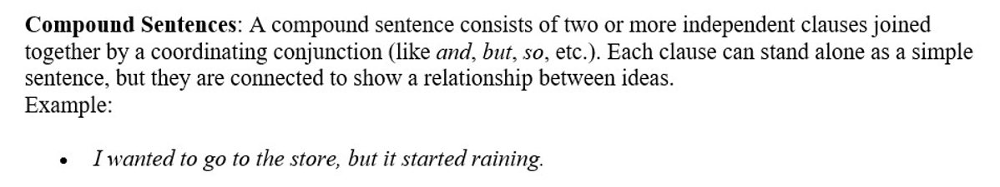 Compound Sentences: A compound sentence consists of two or more independent clauses joined
together by a coordinating conjunction (like and, but, so, etc.). Each clause can stand alone as a simple
sentence, but they are connected to show a relationship between ideas.
Example:
• I wanted to go to the store, but it started raining.